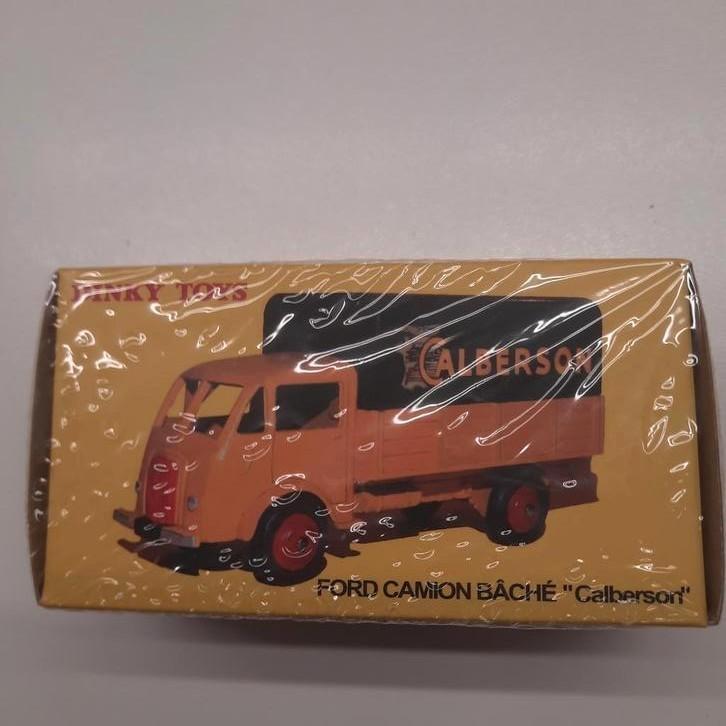 DINKY TOYS
CALBERSON
FORD CAMION BÂCHÉ "Calberson"